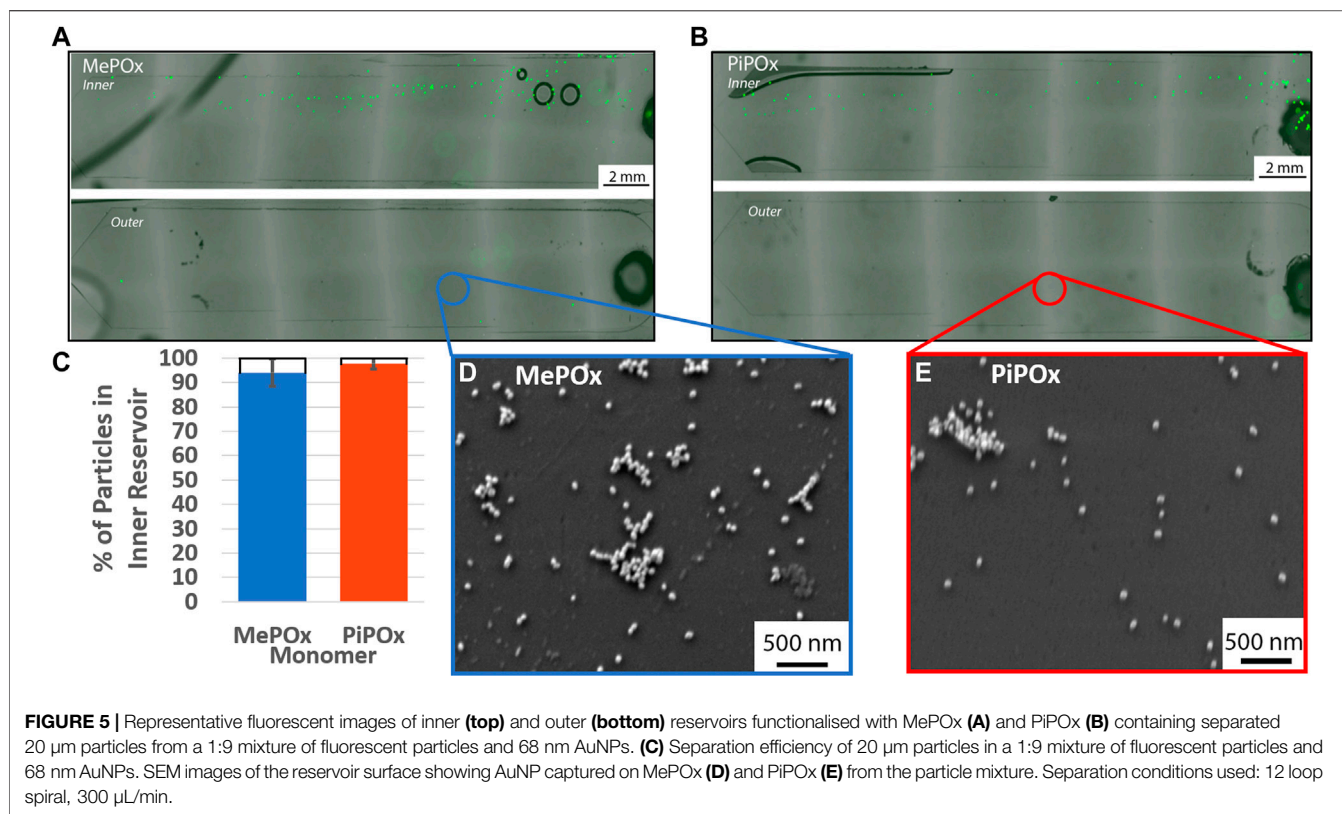 A
MePOx
Inner
2 mm
Outer
B
PiPOx
Inner
2 mm
Outer
C
% of Particles in
Inner Reservoir
100
90
80
70
60
50
40
30
20
10
0
MePOx PiPOx
Monomer
D MePOx
500 nm
E PiPOx
500 nm
FIGURE 5 | Representative fluorescent images of inner (top) and outer (bottom) reservoirs functionalised with MePOx (A) and PiPOx (B) containing separated
20 μm particles from a 1:9 mixture of fluorescent particles and 68 nm AuNPs. (C) Separation efficiency of 20 μm particles in a 1:9 mixture of fluorescent particles and
68 nm AuNPs. SEM images of the reservoir surface showing AuNP captured on MePOx (D) and PiPOx (E) from the particle mixture. Separation conditions used: 12 loop
spiral, 300 μL/min.